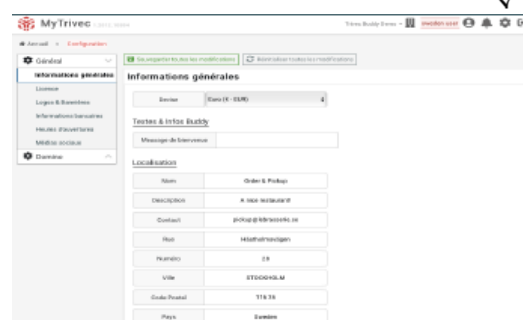 MyTrivec
Trivec Buddy Demo
Accueil > Configuration
Général
Informations générales
Licence
Logos & Bannières
Informations bancaires
Heures d'ouvertures
Médias sociaux
Domaine
Sauvegarder toutes les modifications
Réinitialiser toutes les modifications
Informations générales
Devise Euro (€ - EUR)
Textes & Infos Buddy
Message de bienvenue
Localisation
Nom Order & Pickup
Description A nice restaurant!
Contact
Rue
Numéro
Ville STOCKHOLM
Code Postal
Pays Sweden